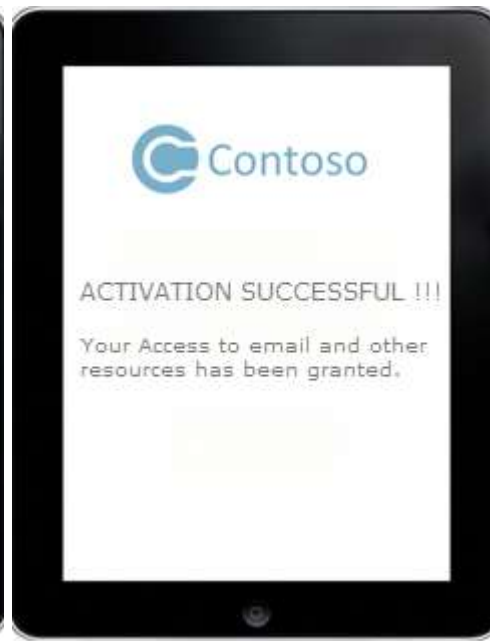 Contoso
ACTIVATION SUCCESSFUL !!!
Your Access to email and other
resources has been granted.